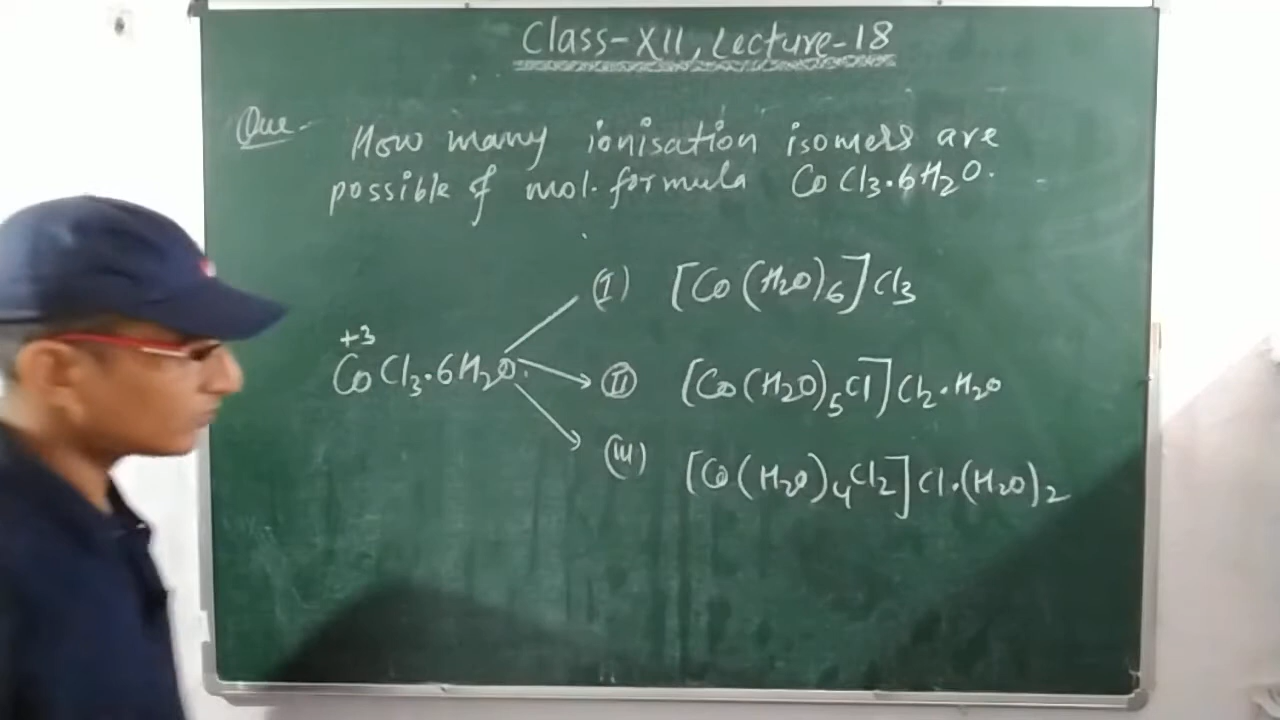 Class-XII, Lecture-18
Que- How many ionisation isomers are
possible of mol. formula CoCl₃·6H₂O.
(I) [Co(H₂O)₆]Cl₃
+3
CoCl₃·6H₂O.
(II) [Co(H₂O)₅Cl]Cl₂·H₂O
(III) [Co(H₂O)₄Cl₂]Cl·(H₂O)₂